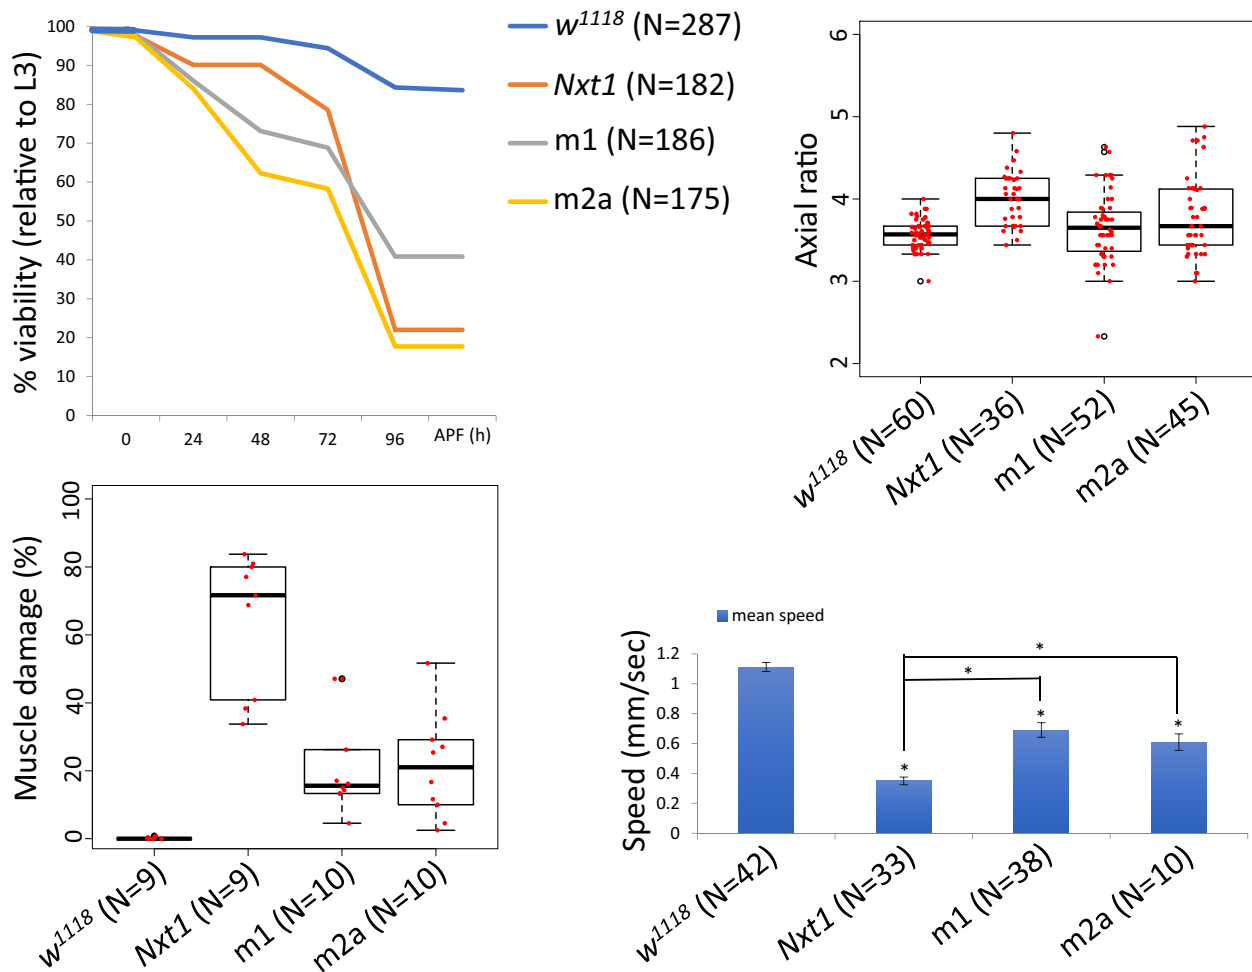 % viability (relative to L3)
100
90
80
70
60
50
40
30
20
10
0
0 24 48 72 96 APF (h)
w1118 (N=287)
Nxt1 (N=182)
m1 (N=186)
m2a (N=175)
Axial ratio
6
5
4
3
2
w1118 (N=60)
Nxt1 (N=36)
m1 (N=52)
m2a (N=45)
Muscle damage (%)
100
80
60
40
20
0
w1118 (N=9)
Nxt1 (N=9)
m1 (N=10)
m2a (N=10)
mean speed
Speed (mm/sec)
1.2
1
0.8
0.6
0.4
0.2
0
*
*
*
*
*
w1118 (N=42)
Nxt1 (N=33)
m1 (N=38)
m2a (N=10)